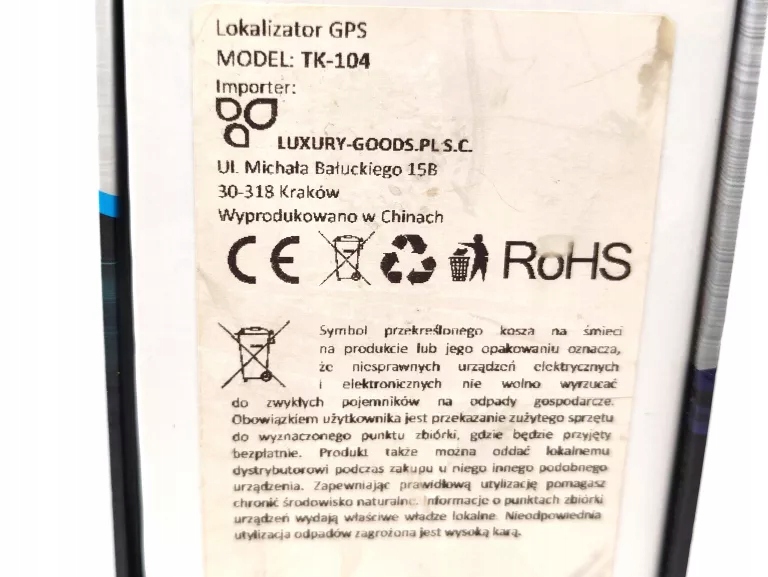 Lokalizator GPS
MODEL: TK-104
Importer:
LUXURY-GOODS.PL S.C.
Ul. Michała Bałuckiego 15B
30-318 Kraków
Wyprodukowano w Chinach
CE RoHS
Symbol przekreślonego kosza na śmieci
na produkcie lub jego opakowaniu oznacza,
że niesprawnych urządzeń elektrycznych
i elektronicznych nie wolno wyrzucać
do zwykłych pojemników na odpady gospodarcze.
Obowiązkiem użytkownika jest przekazanie zużytego sprzętu
do wyznaczonego punktu zbiórki, gdzie będzie przyjęty
bezpłatnie. Produkt także można oddać lokalnemu
dystrybutorowi podczas zakupu u niego innego podobnego
urządzenia. Zapewniając prawidłową utylizację pomagasz
chronić środowisko naturalne. Informacje o punktach zbiórki
urządzeń wydają właściwe władze lokalne. Nieodpowiednia
utylizacja odpadów zagrożona jest wysoką karą.